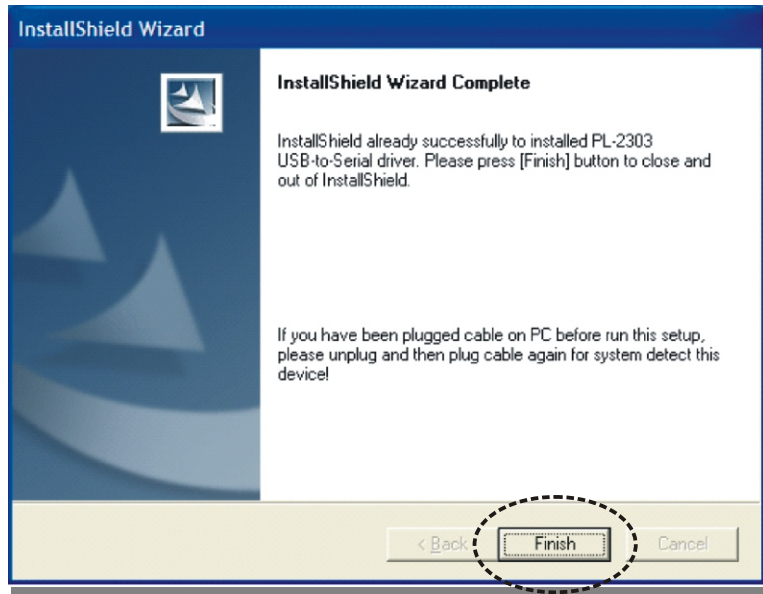 InstallShield Wizard
InstallShield Wizard Complete
InstallShield already successfully to installed PL-2303
USB-to-Serial driver. Please press [Finish] button to close and
out of InstallShield.
If you have been plugged cable on PC before run this setup,
please unplug and then plug cable again for system detect this
device!
< Back Finish Cancel